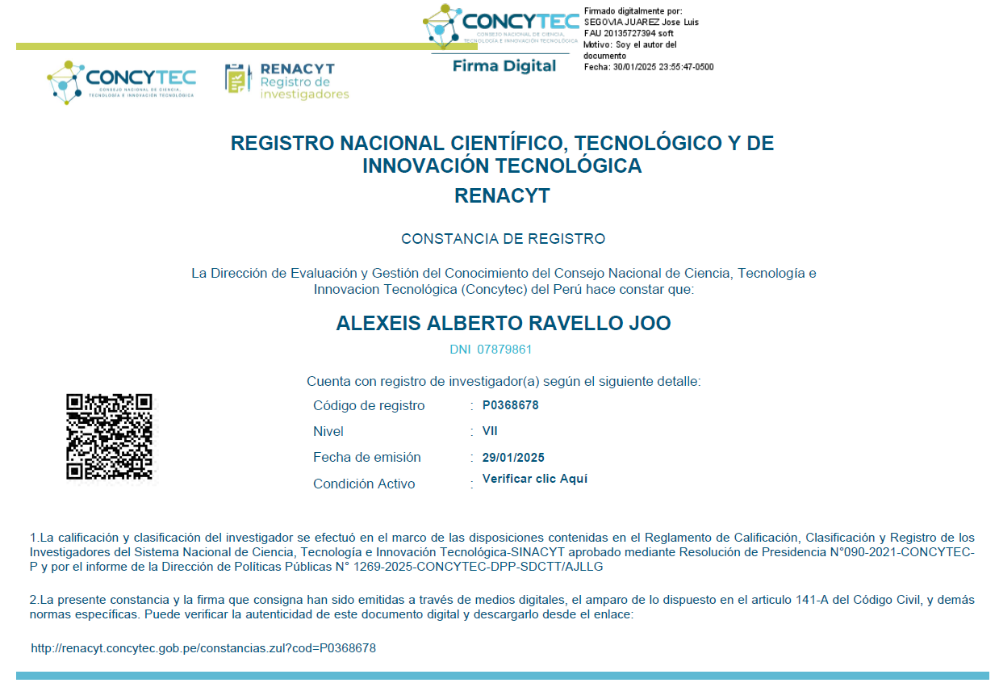 CONCYTEC
CONSEJO NACIONAL DE CIENCIA,
TECNOLOGÍA E INNOVACIÓN TECNOLÓGICA
Firma Digital
Firmado digitalmente por:
SEGOVIA JUAREZ Jose Luis
FAU 20135727394 soft
Motivo: Soy el autor del
documento
Fecha: 30/01/2025 23:55:47-0500
CONCYTEC
CONSEJO NACIONAL DE CIENCIA,
TECNOLOGÍA E INNOVACIÓN TECNOLÓGICA
RENACYT
Registro de
investigadores
REGISTRO NACIONAL CIENTÍFICO, TECNOLÓGICO Y DE
INNOVACIÓN TECNOLÓGICA
RENACYT
CONSTANCIA DE REGISTRO
La Dirección de Evaluación y Gestión del Conocimiento del Consejo Nacional de Ciencia, Tecnología e
Innovacion Tecnológica (Concytec) del Perú hace constar que:
ALEXEIS ALBERTO RAVELLO JOO
DNI 07879861
Cuenta con registro de investigador(a) según el siguiente detalle:
Código de registro : P0368678
Nivel : VII
Fecha de emisión : 29/01/2025
Condición Activo : Verificar clic Aquí
1.La calificación y clasificación del investigador se efectuó en el marco de las disposiciones contenidas en el Reglamento de Calificación, Clasificación y Registro de los
Investigadores del Sistema Nacional de Ciencia, Tecnología e Innovación Tecnológica-SINACYT aprobado mediante Resolución de Presidencia N°090-2021-CONCYTEC-
P y por el informe de la Dirección de Políticas Públicas N° 1269-2025-CONCYTEC-DPP-SDCTT/AJLLG
2.La presente constancia y la firma que consigna han sido emitidas a través de medios digitales, el amparo de lo dispuesto en el articulo 141-A del Código Civil, y demás
normas específicas. Puede verificar la autenticidad de este documento digital y descargarlo desde el enlace:
http://renacyt.concytec.gob.pe/constancias.zul?cod=P0368678